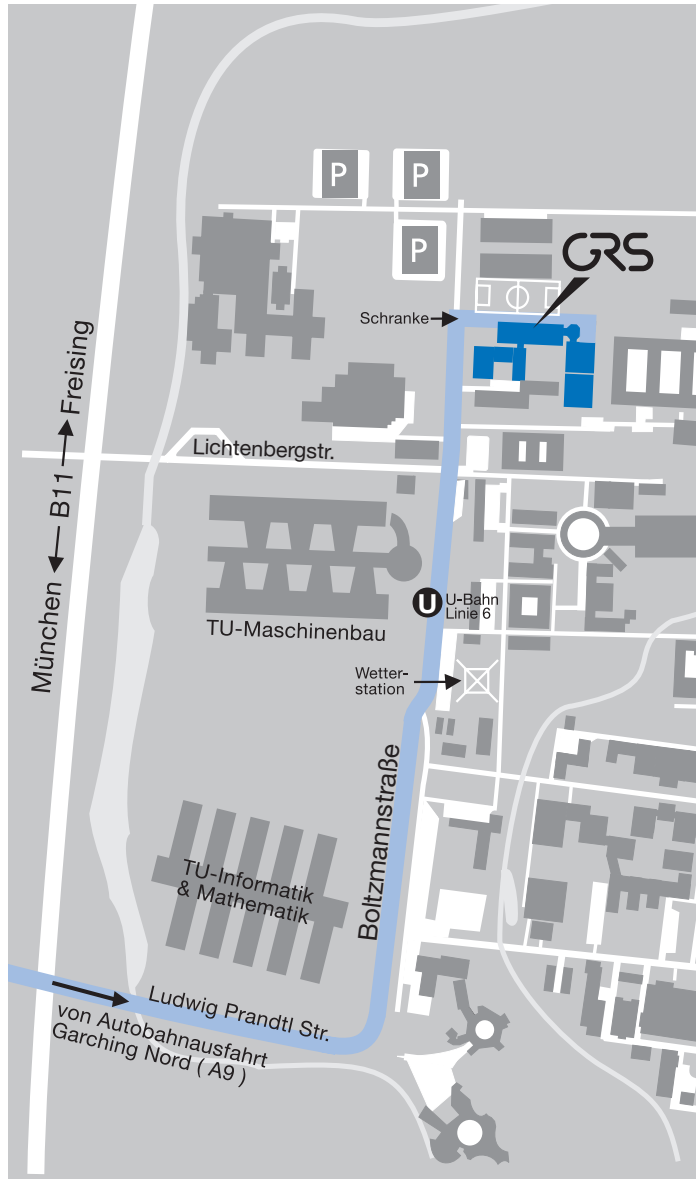 P
P
P
GRS
Schranke
Freising
B11
München
Lichtenbergstr.
U
U-Bahn
Linie 6
TU-Maschinenbau
Wetter-
station
Boltzmannstraße
TU-Informatik
& Mathematik
Ludwig Prandtl Str.
von Autobahnausfahrt
Garching Nord ( A9 )